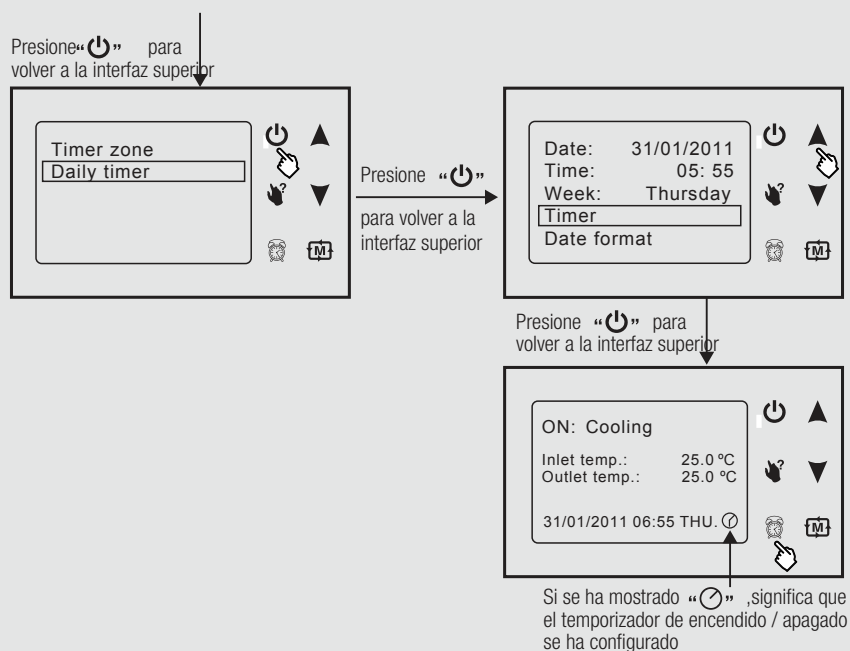 Presione “ ” para
volver a la interfaz superior
Timer zone
Daily timer
Presione “ ”
para volver a la
interfaz superior
Date: 31/01/2011
Time: 05: 55
Week: Thursday
Timer
Date format
?
M
?
M
Presione “ ” para
volver a la interfaz superior
ON: Cooling
Inlet temp.: 25.0 ºC
Outlet temp.: 25.0 ºC
31/01/2011 06:55 THU.
?
M
Si se ha mostrado “ ” ,significa que
el temporizador de encendido / apagado
se ha configurado